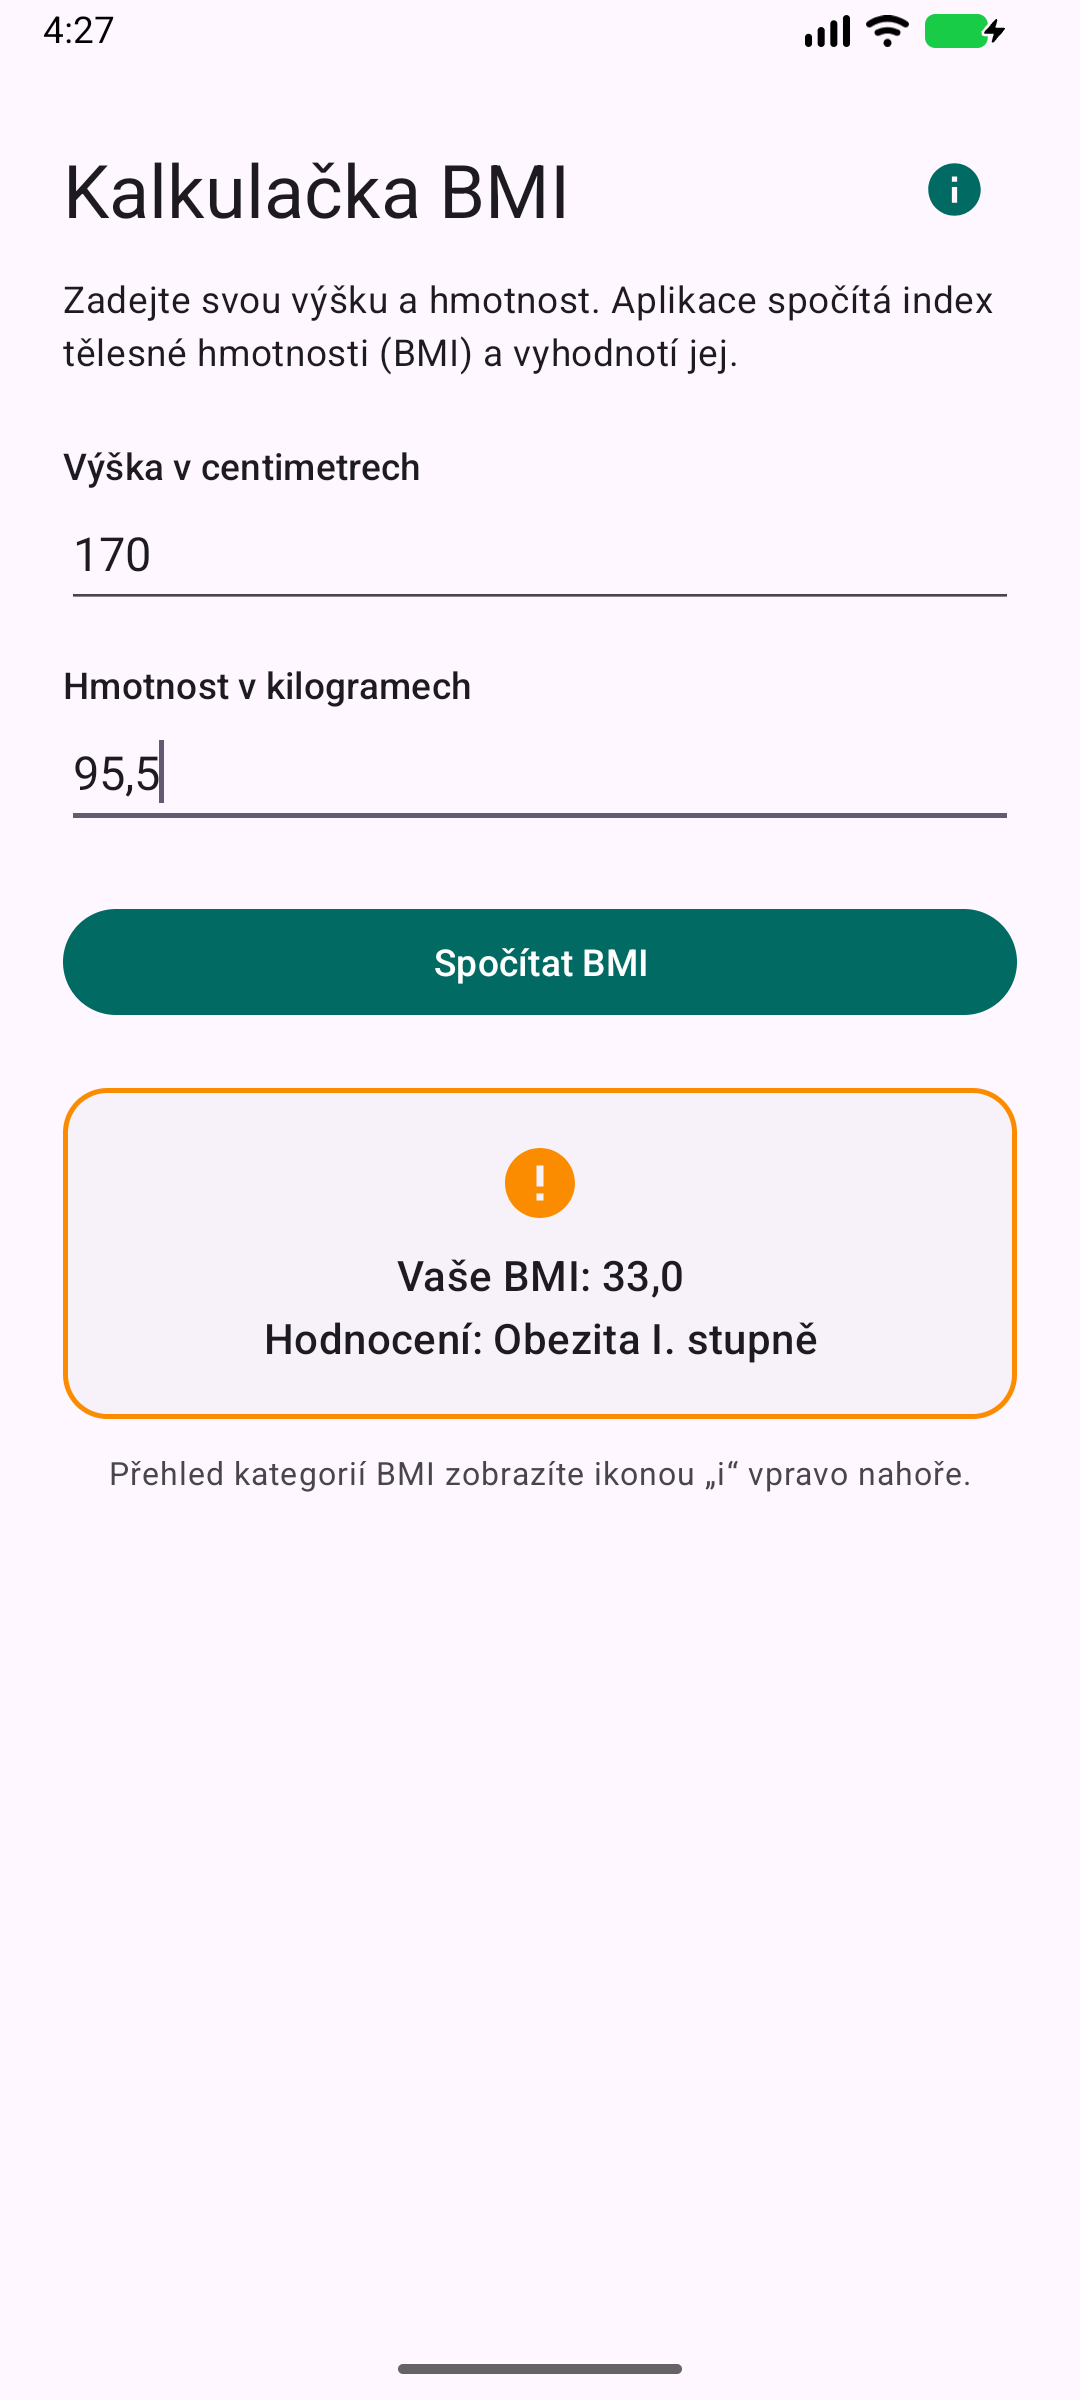 4:27
Kalkulačka BMI
Zadejte svou výšku a hmotnost. Aplikace spočítá index
tělesné hmotnosti (BMI) a vyhodnotí jej.
Výška v centimetrech
170
Hmotnost v kilogramech
95,5
Spočítat BMI
Vaše BMI: 33,0
Hodnocení: Obezita I. stupně
Přehled kategorií BMI zobrazíte ikonou „i“ vpravo nahoře.